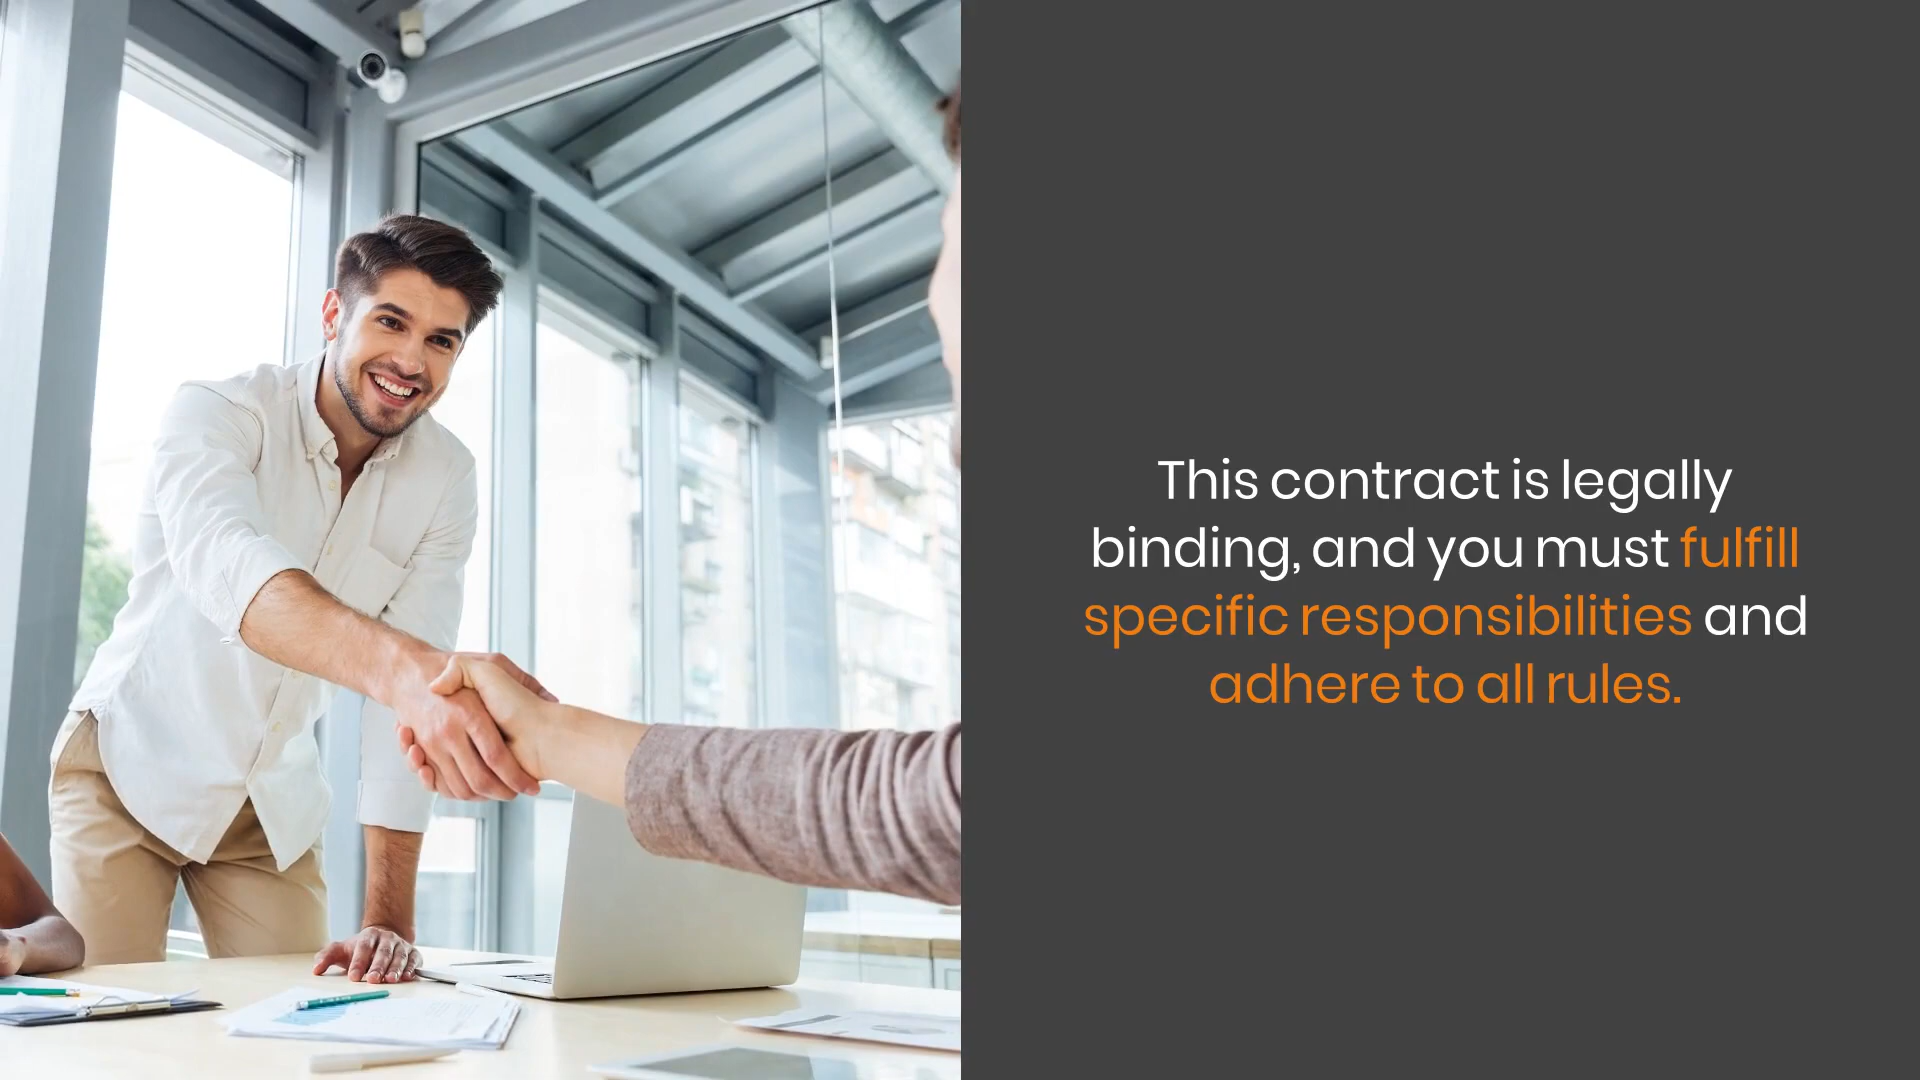 This contract is legally
binding, and you must fulfill
specific responsibilities and
adhere to all rules.